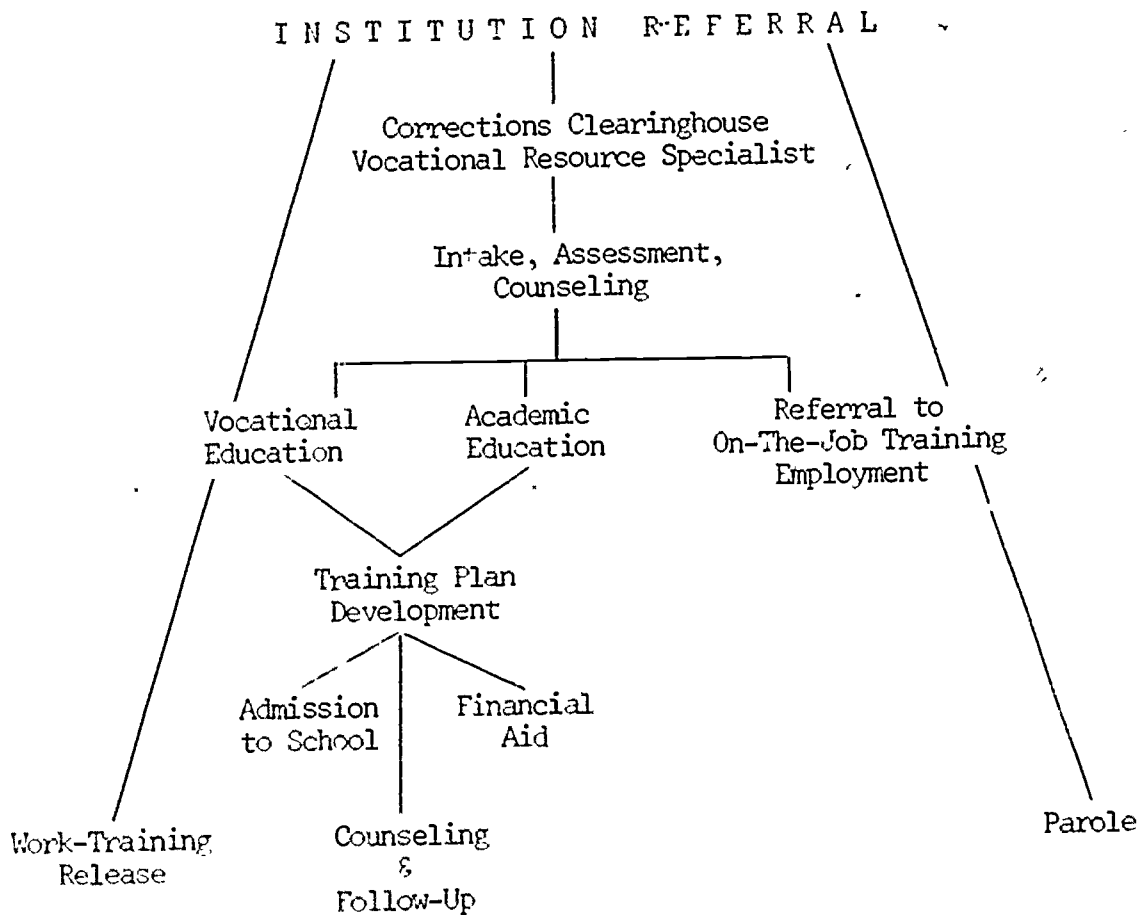 INSTITUTION REFERRAL
Corrections Clearinghouse
Vocational Resource Specialist
Intake, Assessment,
Counseling
Vocational
Education
Academic
Education
Referral to
On-The-Job Training
Employment
Training Plan
Development
Admission
to School
Financial
Aid
Work-Training
Release
Counseling
&
Follow-Up
Parole